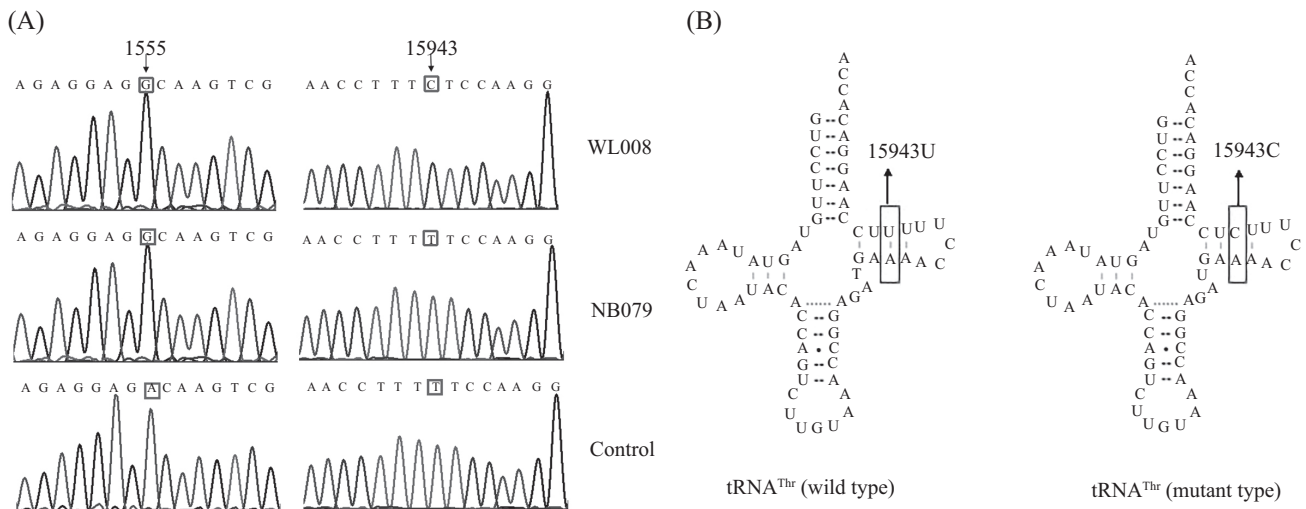 (A)
1555
15943
A G A G G A G G C A A G T C G
A A C C T T T C T C C A A G G
WL008
A G A G G A G G C A A G T C G
A A C C T T T T T C C A A G G
NB079
A G A G G A G A C A A G T C G
A A C C T T T T T C C A A G G
Control
(B)
A C C A C A G G A A C
G U C C U U G
15943U
C U U U U U C C A A A A
G T A G A
U A G U A U A A A C U A A U A C A
C C A G U C U U G U A A A C C G G
tRNAThr (wild type)
A C C A C A G G A A C
G U C C U U G
15943C
C U C U U U C C A A A A
G U A G A
U A G U A U A A A C U A A U A C A
C C A G U C U U G U A A A C C G G
tRNAThr (mutant type)